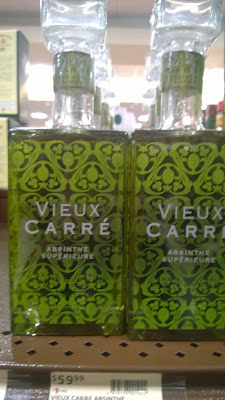 VIEUX
CARRÉ
ABSINTHE
SUPÉRIEURE
VIEUX
CARRÉ
ABSINTHE
SUPÉRIEURE
$59.99
VIEUX CARRE ABSINTHE